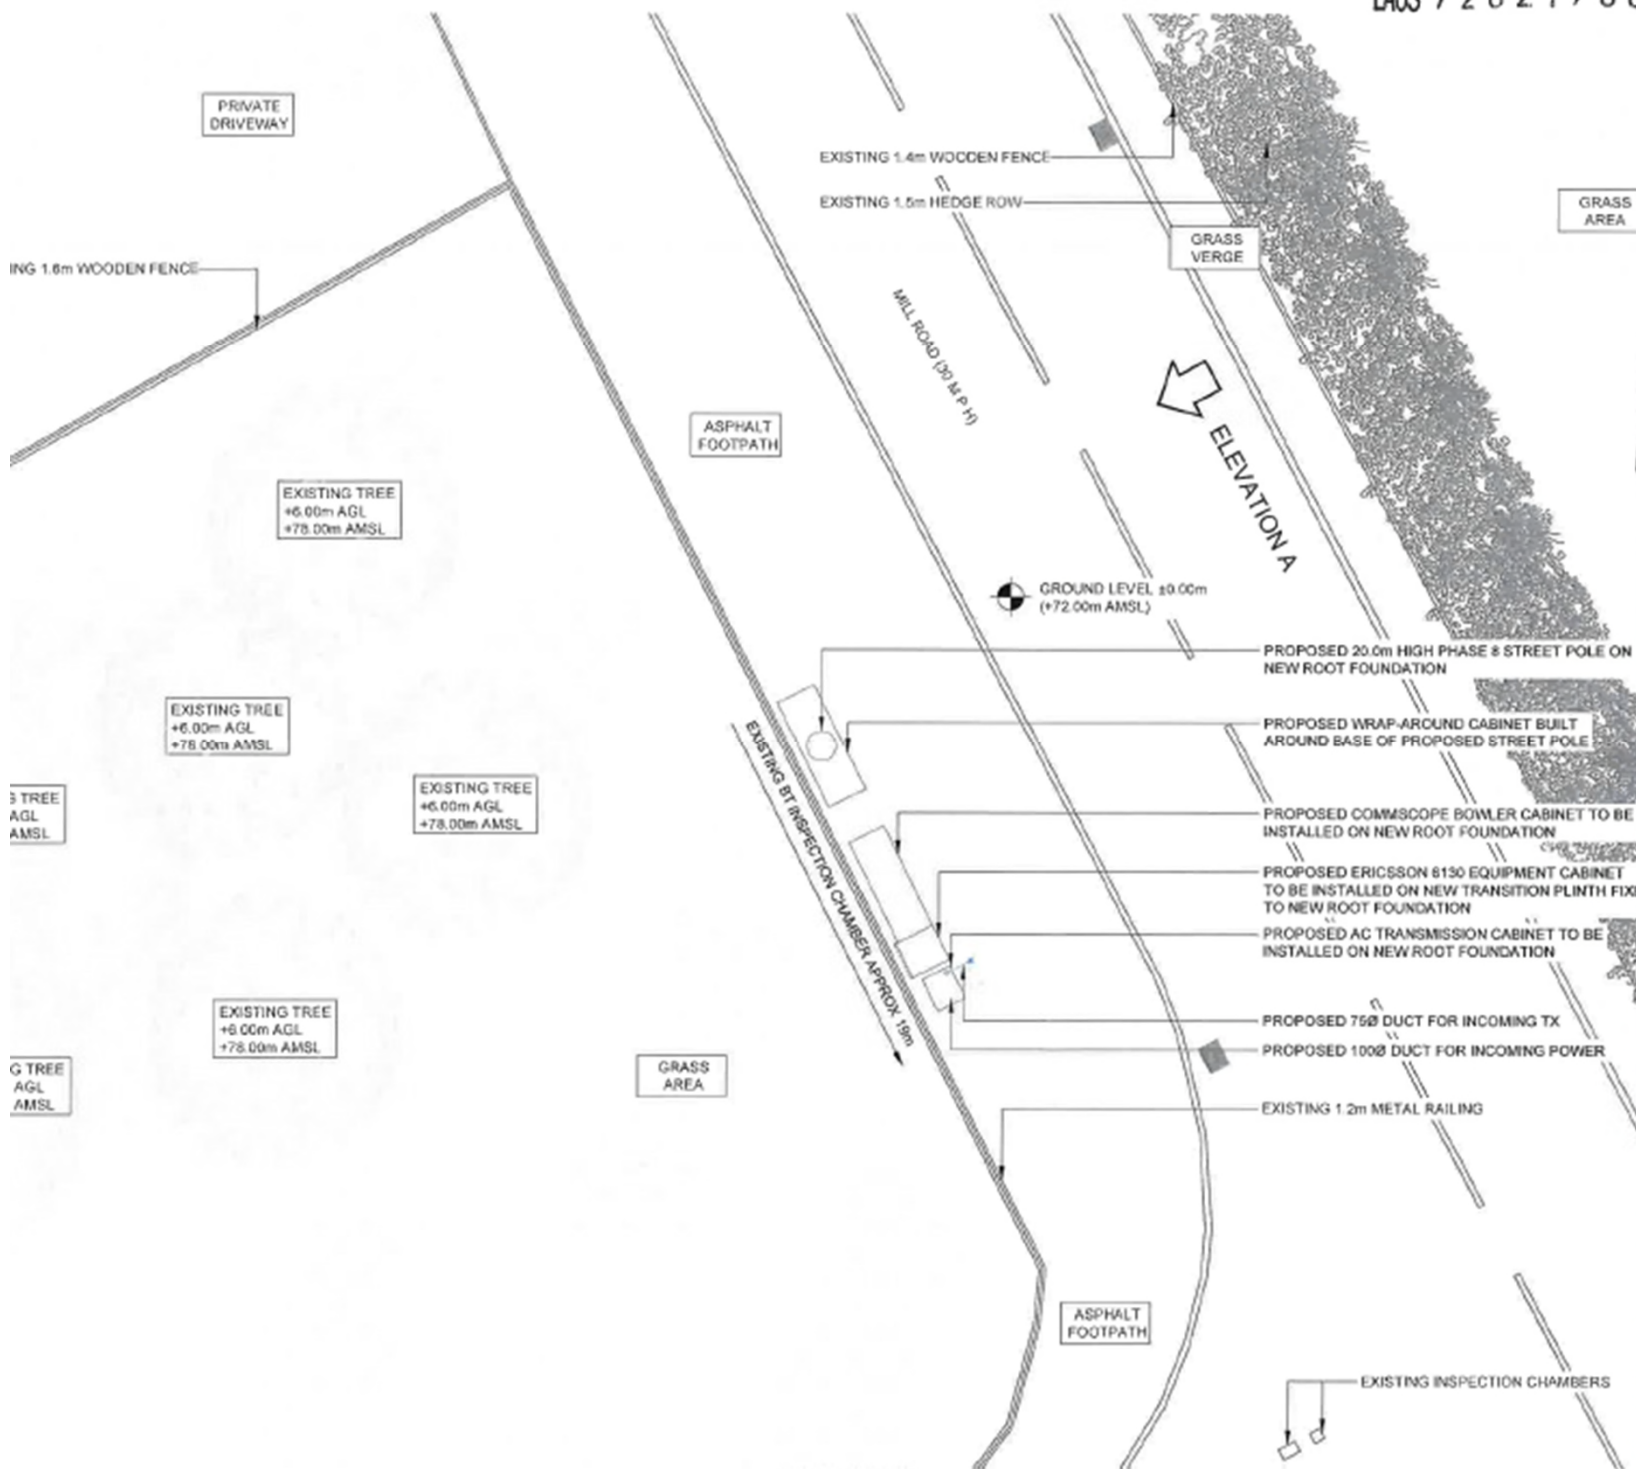 PRIVATE
DRIVEWAY
EXISTING 1.4m WOODEN FENCE
EXISTING 1.5m HEDGE ROW
GRASS
AREA
GRASS
VERGE
ING 1.6m WOODEN FENCE
MILL ROAD (30 M P H)
ASPHALT
FOOTPATH
ELEVATION A
EXISTING TREE
+6.00m AGL
+78.00m AMSL
GROUND LEVEL ±0.00m
(+72.00m AMSL)
PROPOSED 20.0m HIGH PHASE 8 STREET POLE ON
NEW ROOT FOUNDATION
EXISTING TREE
+6.00m AGL
+78.00m AMSL
PROPOSED WRAP-AROUND CABINET BUILT
AROUND BASE OF PROPOSED STREET POLE
EXISTING BT INSPECTION CHAMBER APPROX 19m
G TREE
AGL
AMSL
EXISTING TREE
+6.00m AGL
+78.00m AMSL
PROPOSED COMMSCOPE BOWLER CABINET TO BE
INSTALLED ON NEW ROOT FOUNDATION
PROPOSED ERICSSON 6130 EQUIPMENT CABINET
TO BE INSTALLED ON NEW TRANSITION PLINTH FIX
TO NEW ROOT FOUNDATION
PROPOSED AC TRANSMISSION CABINET TO BE
INSTALLED ON NEW ROOT FOUNDATION
EXISTING TREE
+6.00m AGL
+78.00m AMSL
PROPOSED 75Ø DUCT FOR INCOMING TX
PROPOSED 100Ø DUCT FOR INCOMING POWER
G TREE
AGL
AMSL
GRASS
AREA
EXISTING 1.2m METAL RAILING
ASPHALT
FOOTPATH
EXISTING INSPECTION CHAMBERS